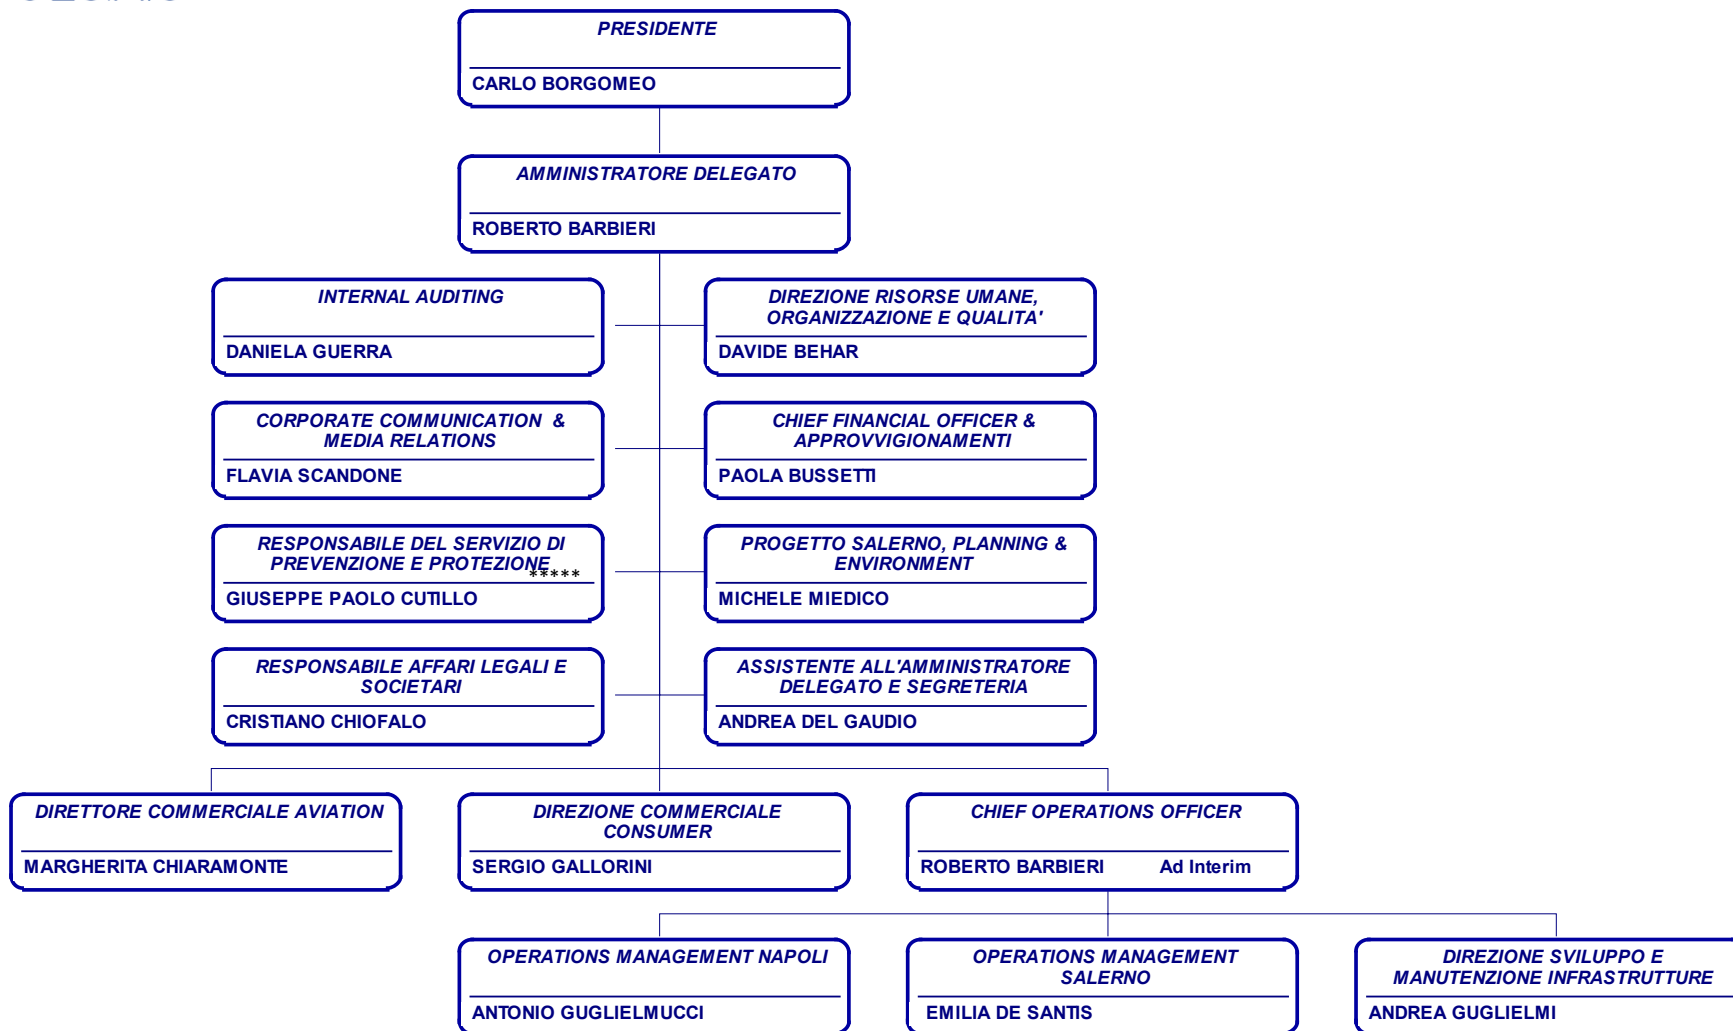 PRESIDENTE
CARLO BORGOMEO
AMMINISTRATORE DELEGATO
ROBERTO BARBIERI
INTERNAL AUDITING
DANIELA GUERRA
DIREZIONE RISORSE UMANE,
ORGANIZZAZIONE E QUALITA'
DAVIDE BEHAR
CORPORATE COMMUNICATION &
MEDIA RELATIONS
FLAVIA SCANDONE
CHIEF FINANCIAL OFFICER &
APPROVVIGIONAMENTI
PAOLA BUSSETTI
RESPONSABILE DEL SERVIZIO DI
PREVENZIONE E PROTEZIONE
*****
GIUSEPPE PAOLO CUTILLO
PROGETTO SALERNO, PLANNING &
ENVIRONMENT
MICHELE MIEDICO
RESPONSABILE AFFARI LEGALI E
SOCIETARI
CRISTIANO CHIOFALO
ASSISTENTE ALL'AMMINISTRATORE
DELEGATO E SEGRETERIA
ANDREA DEL GAUDIO
DIRETTORE COMMERCIALE AVIATION
MARGHERITA CHIARAMONTE
DIREZIONE COMMERCIALE
CONSUMER
SERGIO GALLORINI
CHIEF OPERATIONS OFFICER
ROBERTO BARBIERI Ad Interim
OPERATIONS MANAGEMENT NAPOLI
ANTONIO GUGLIELMUCCI
OPERATIONS MANAGEMENT
SALERNO
EMILIA DE SANTIS
DIREZIONE SVILUPPO E
MANUTENZIONE INFRASTRUTTURE
ANDREA GUGLIELMI